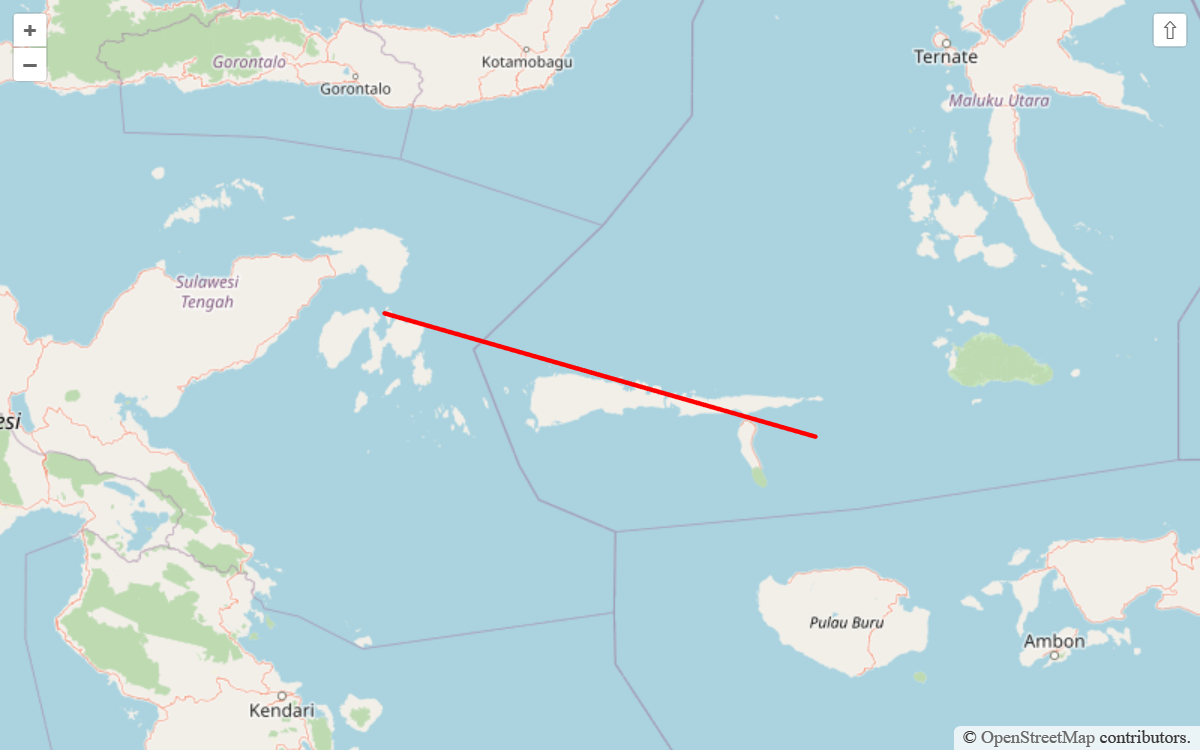 +
–
⇧
Kotamobagu
Gorontalo
Gorontalo
Ternate
Maluku Utara
Sulawesi
Tengah
esi
Pulau Buru
Ambon
Kendari
© OpenStreetMap contributors.